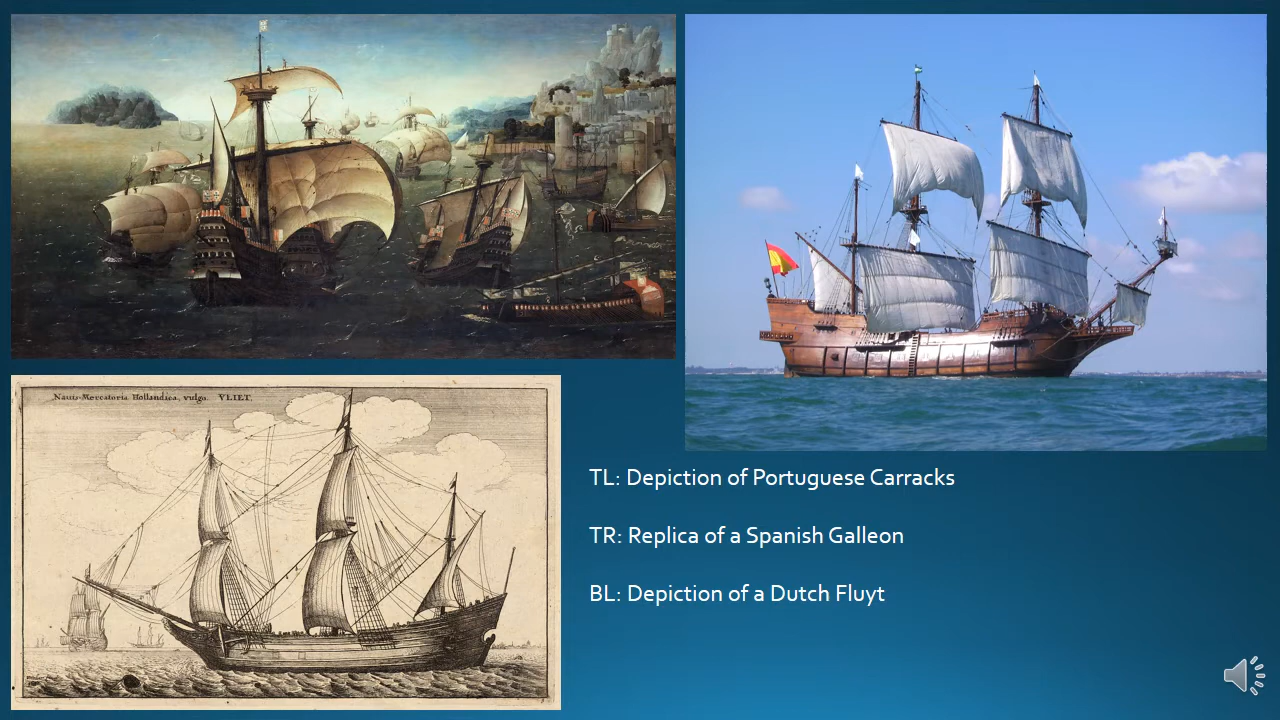 Nauis Mercatoria Hollandica, vulgo. VLIET.
TL: Depiction of Portuguese Carracks
TR: Replica of a Spanish Galleon
BL: Depiction of a Dutch Fluyt